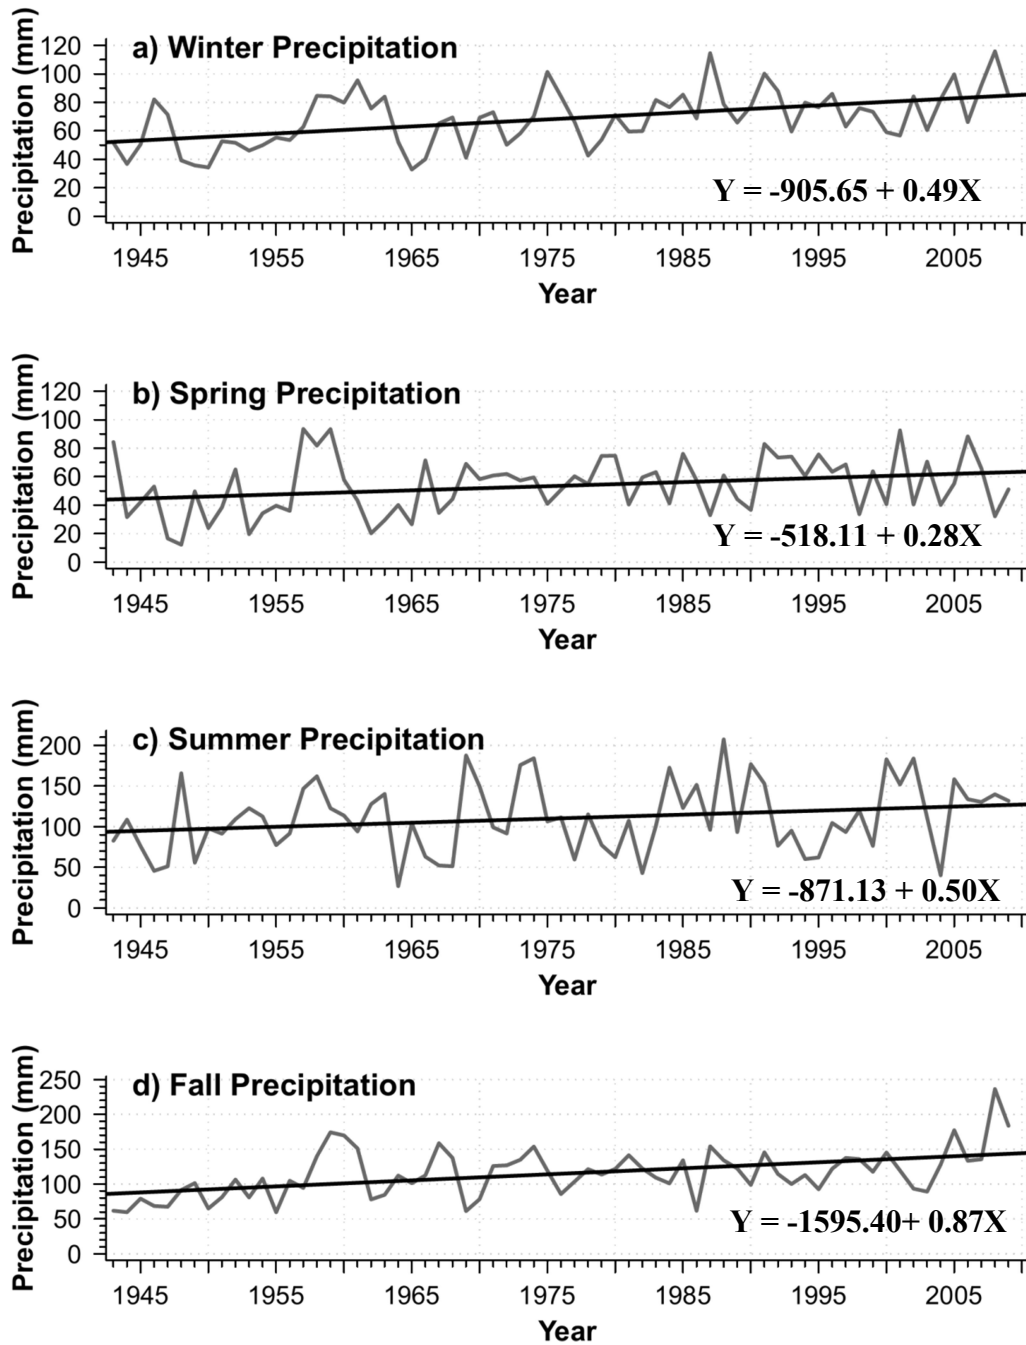 a) Winter Precipitation
Precipitation (mm)
120
100
80
60
40
20
0
Y = -905.65 + 0.49X
1945 1955 1965 1975 1985 1995 2005
Year
b) Spring Precipitation
Precipitation (mm)
120
100
80
60
40
20
0
Y = -518.11 + 0.28X
1945 1955 1965 1975 1985 1995 2005
Year
c) Summer Precipitation
Precipitation (mm)
200
150
100
50
0
Y = -871.13 + 0.50X
1945 1955 1965 1975 1985 1995 2005
Year
d) Fall Precipitation
Precipitation (mm)
250
200
150
100
50
0
Y = -1595.40+ 0.87X
1945 1955 1965 1975 1985 1995 2005
Year